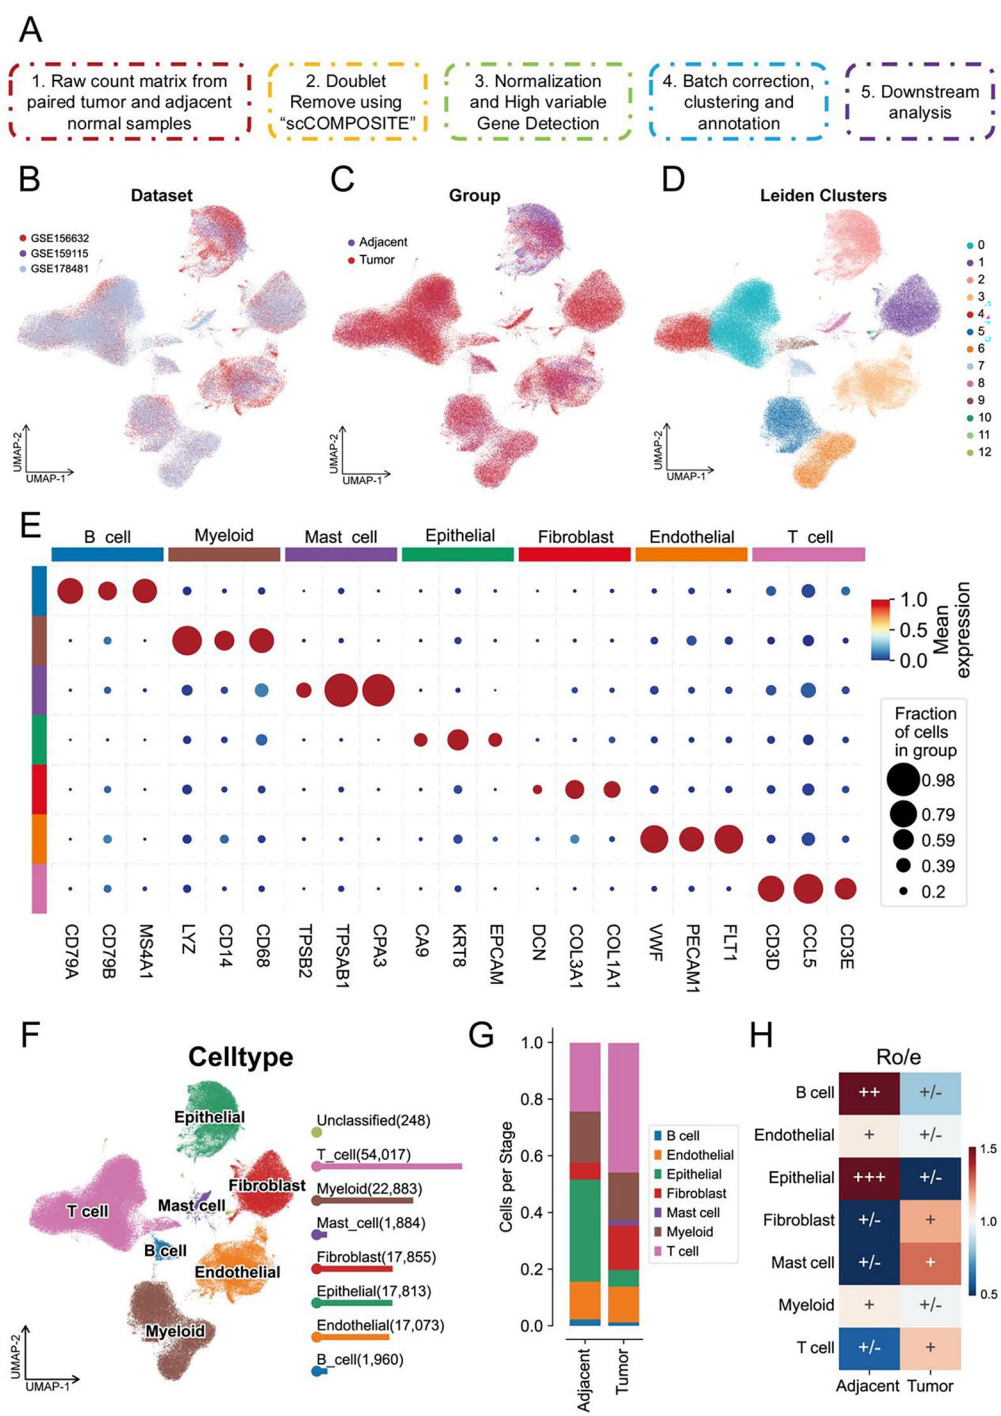 A
1. Raw count matrix from
paired tumor and adjacent
normal samples
2. Doublet
Remove using
“scCOMPOSITE”
3. Normalization
and High variable
Gene Detection
4. Batch correction,
clustering and
annotation
5. Downstream
analysis
B
Dataset
GSE156632
GSE159115
GSE178481
UMAP-2
UMAP-1
C
Group
Adjacent
Tumor
UMAP-2
UMAP-1
D
Leiden Clusters
0
1
2
3
4
5
6
7
8
9
10
11
12
UMAP-2
UMAP-1
E
B cell
Myeloid
Mast cell
Epithelial
Fibroblast
Endothelial
T cell
1.0
0.5
0.0
Mean
expression
Fraction
of cells
in group
0.98
0.79
0.59
0.39
0.2
CD79A
CD79B
MS4A1
LYZ
CD14
CD68
TPSB2
TPSAB1
CPA3
CA9
KRT8
EPCAM
DCN
COL3A1
COL1A1
VWF
PECAM1
FLT1
CD3D
CCL5
CD3E
F
Celltype
Epithelial
Fibroblast
Mast cell
T cell
B cell
Endothelial
Myeloid
UMAP-2
UMAP-1
Unclassified(248)
T_cell(54,017)
Myeloid(22,883)
Mast_cell(1,884)
Fibroblast(17,855)
Epithelial(17,813)
Endothelial(17,073)
B_cell(1,960)
G
Cells per Stage
1.0
0.8
0.6
0.4
0.2
0.0
Adjacent
Tumor
B cell
Endothelial
Epithelial
Fibroblast
Mast cell
Myeloid
T cell
H
Ro/e
B cell ++ +/-
Endothelial + +/-
Epithelial +++ +/-
Fibroblast +/- +
Mast cell +/- +
Myeloid + +/-
T cell +/- +
Adjacent Tumor
1.5
1.0
0.5